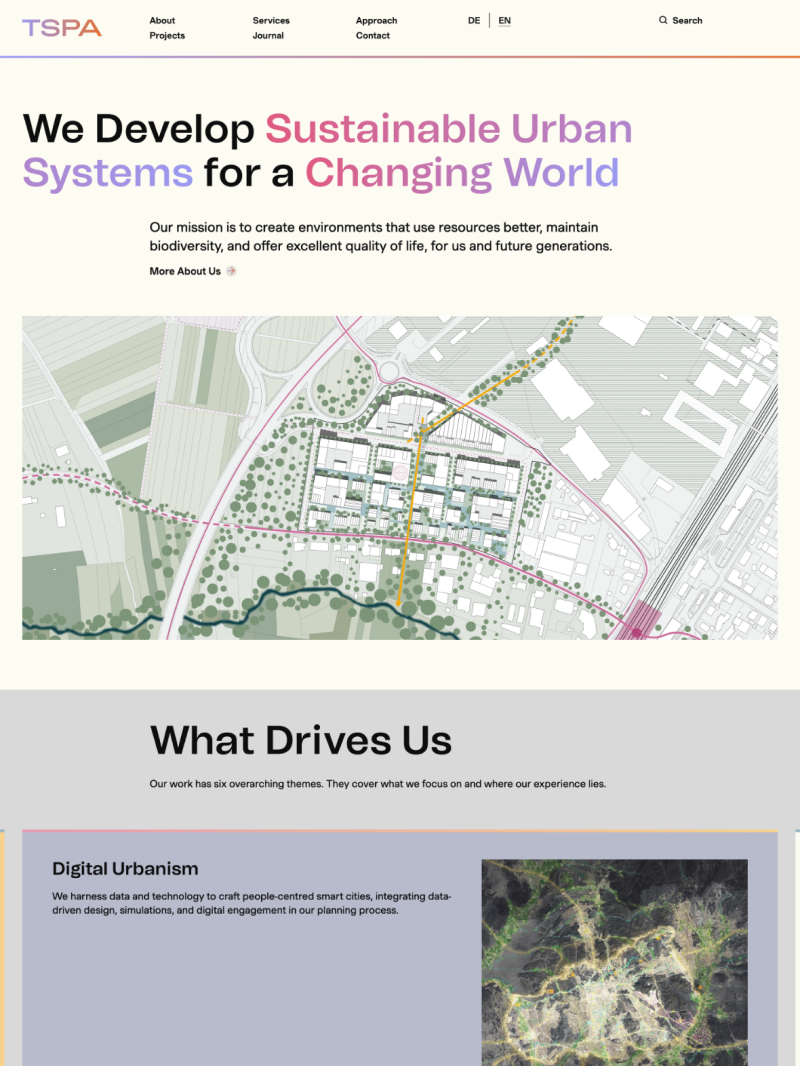 TSPA
About
Projects
Services
Journal
Approach
Contact
DE | EN
Search
We Develop Sustainable Urban
Systems for a Changing World
Our mission is to create environments that use resources better, maintain
biodiversity, and offer excellent quality of life, for us and future generations.
More About Us
What Drives Us
Our work has six overarching themes. They cover what we focus on and where our experience lies.
Digital Urbanism
We harness data and technology to craft people-centred smart cities, integrating data-
driven design, simulations, and digital engagement in our planning process.